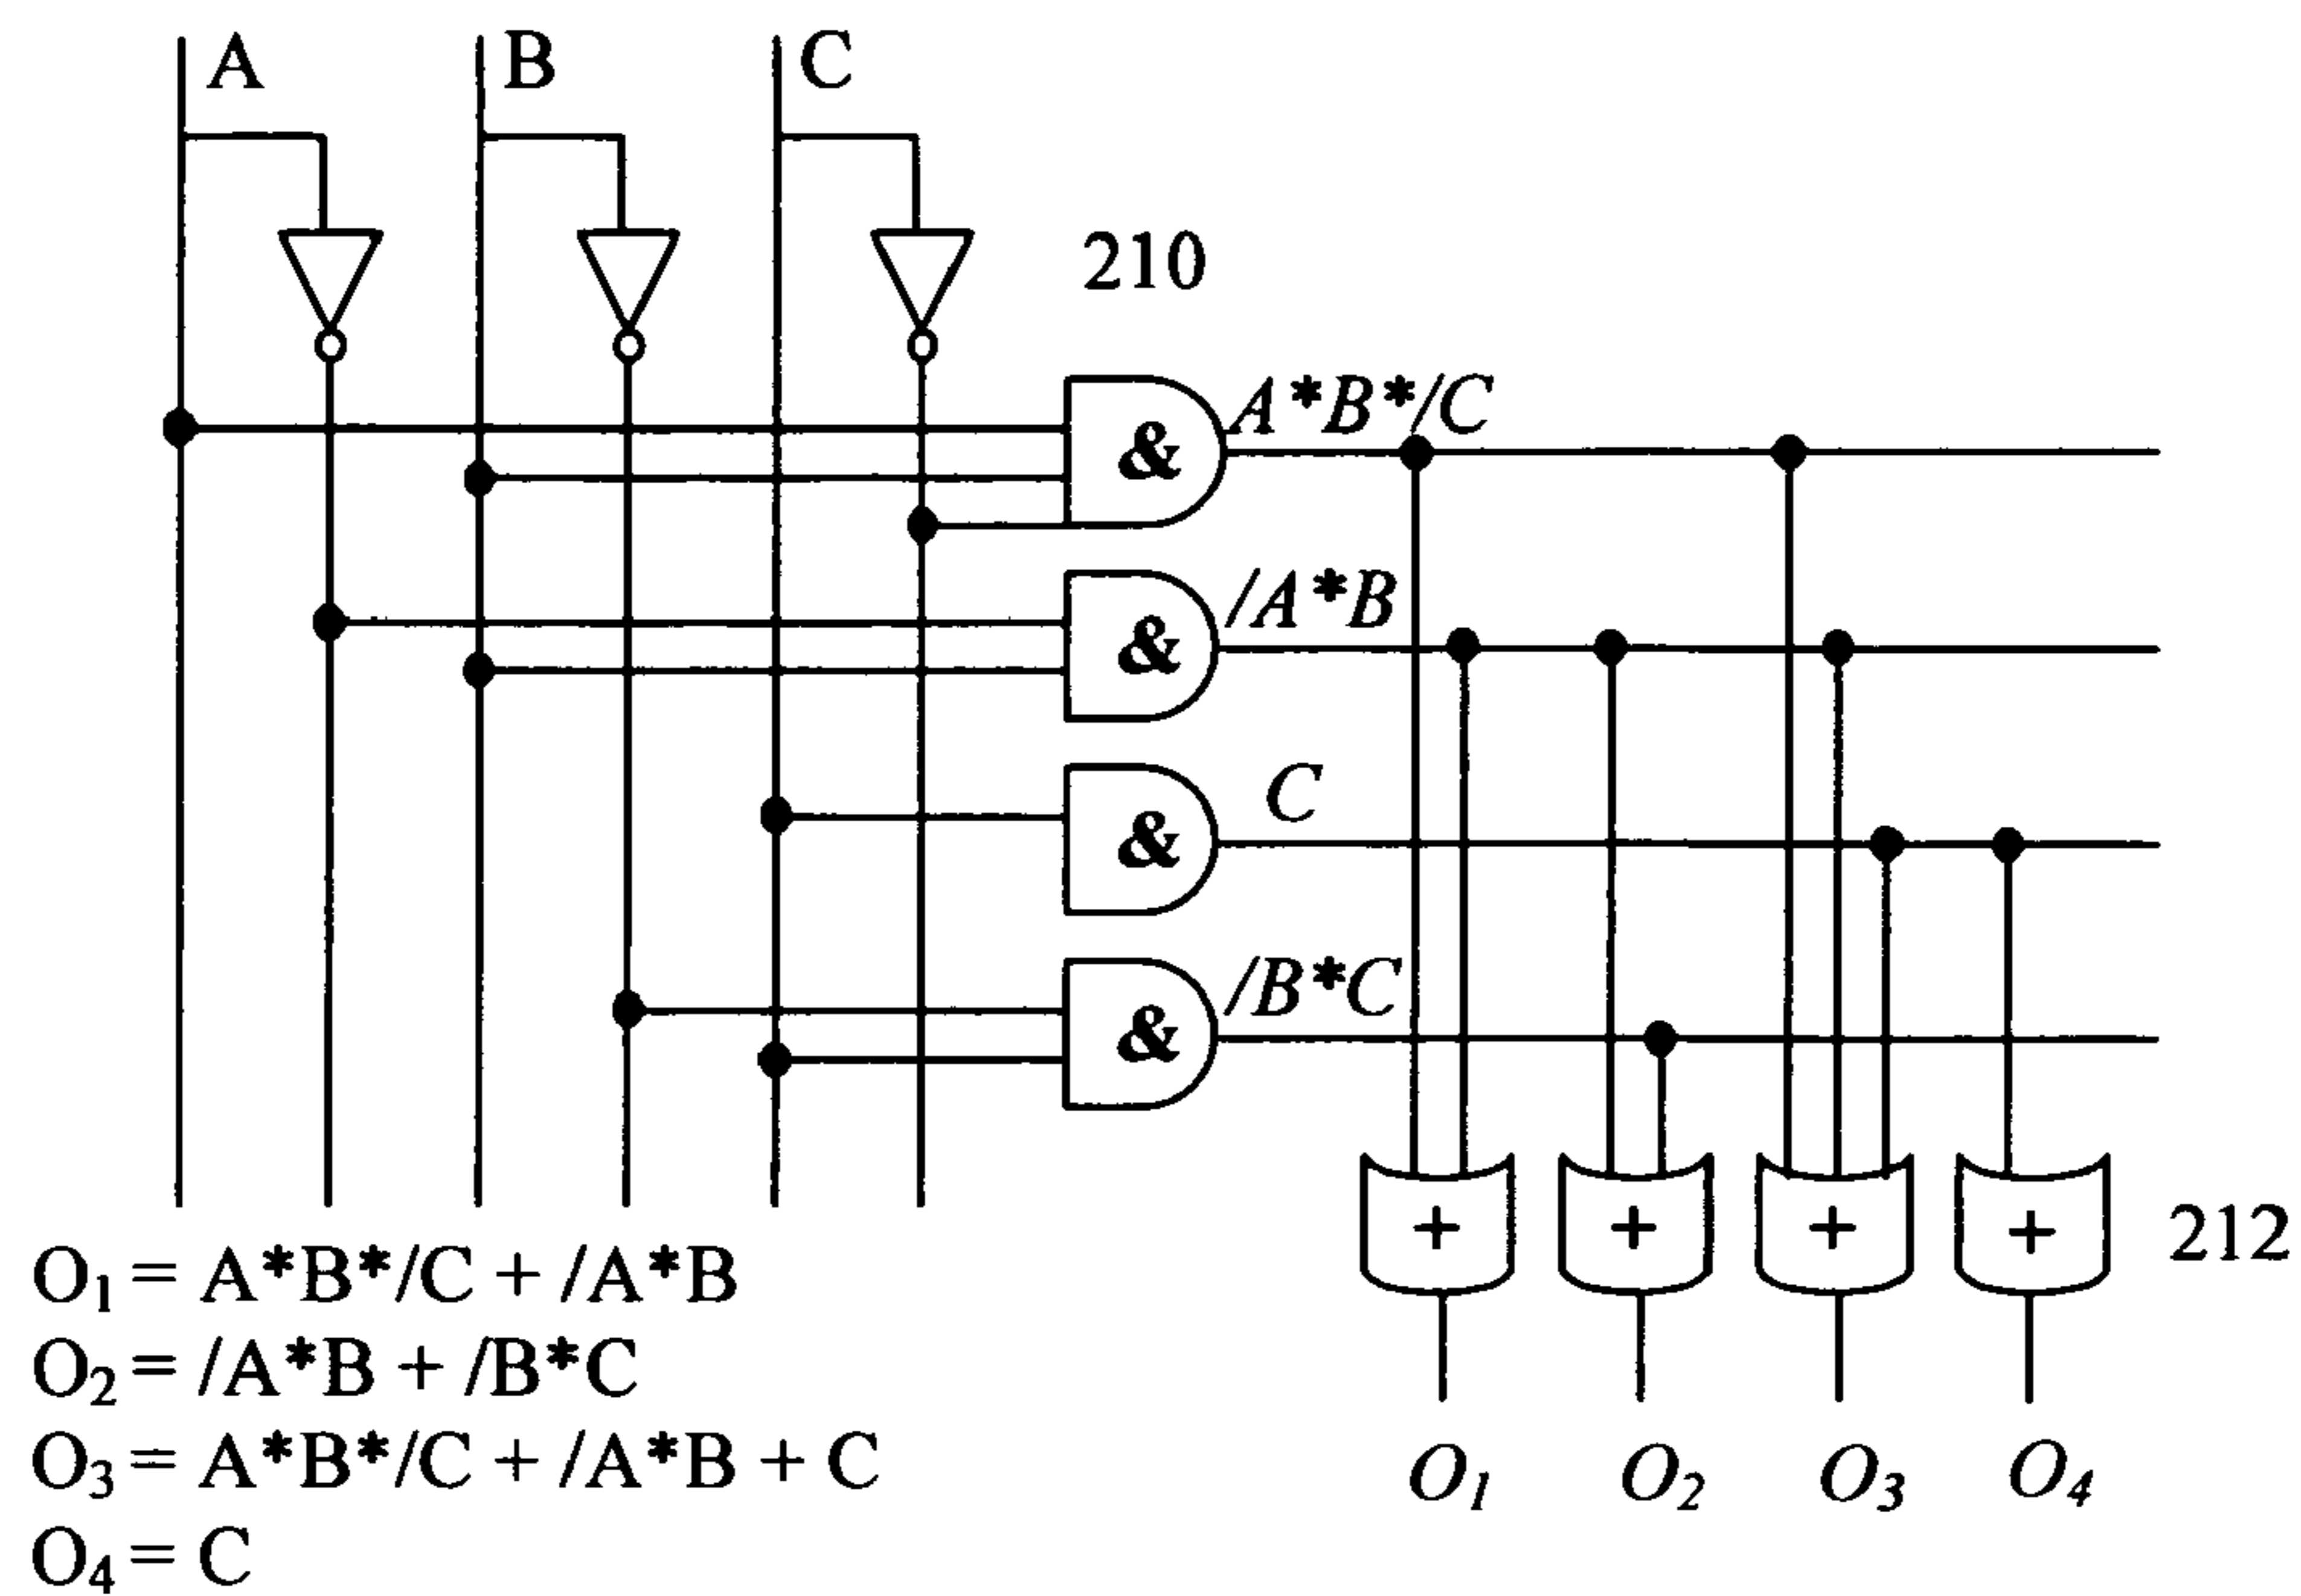 A B C
210
A*B*/C
&
/A*B
&
C
&
/B*C
&
+ + + + 212
O₁ O₂ O₃ O₄
O₁ = A*B*/C + /A*B
O₂ = /A*B + /B*C
O₃ = A*B*/C + /A*B + C
O₄ = C